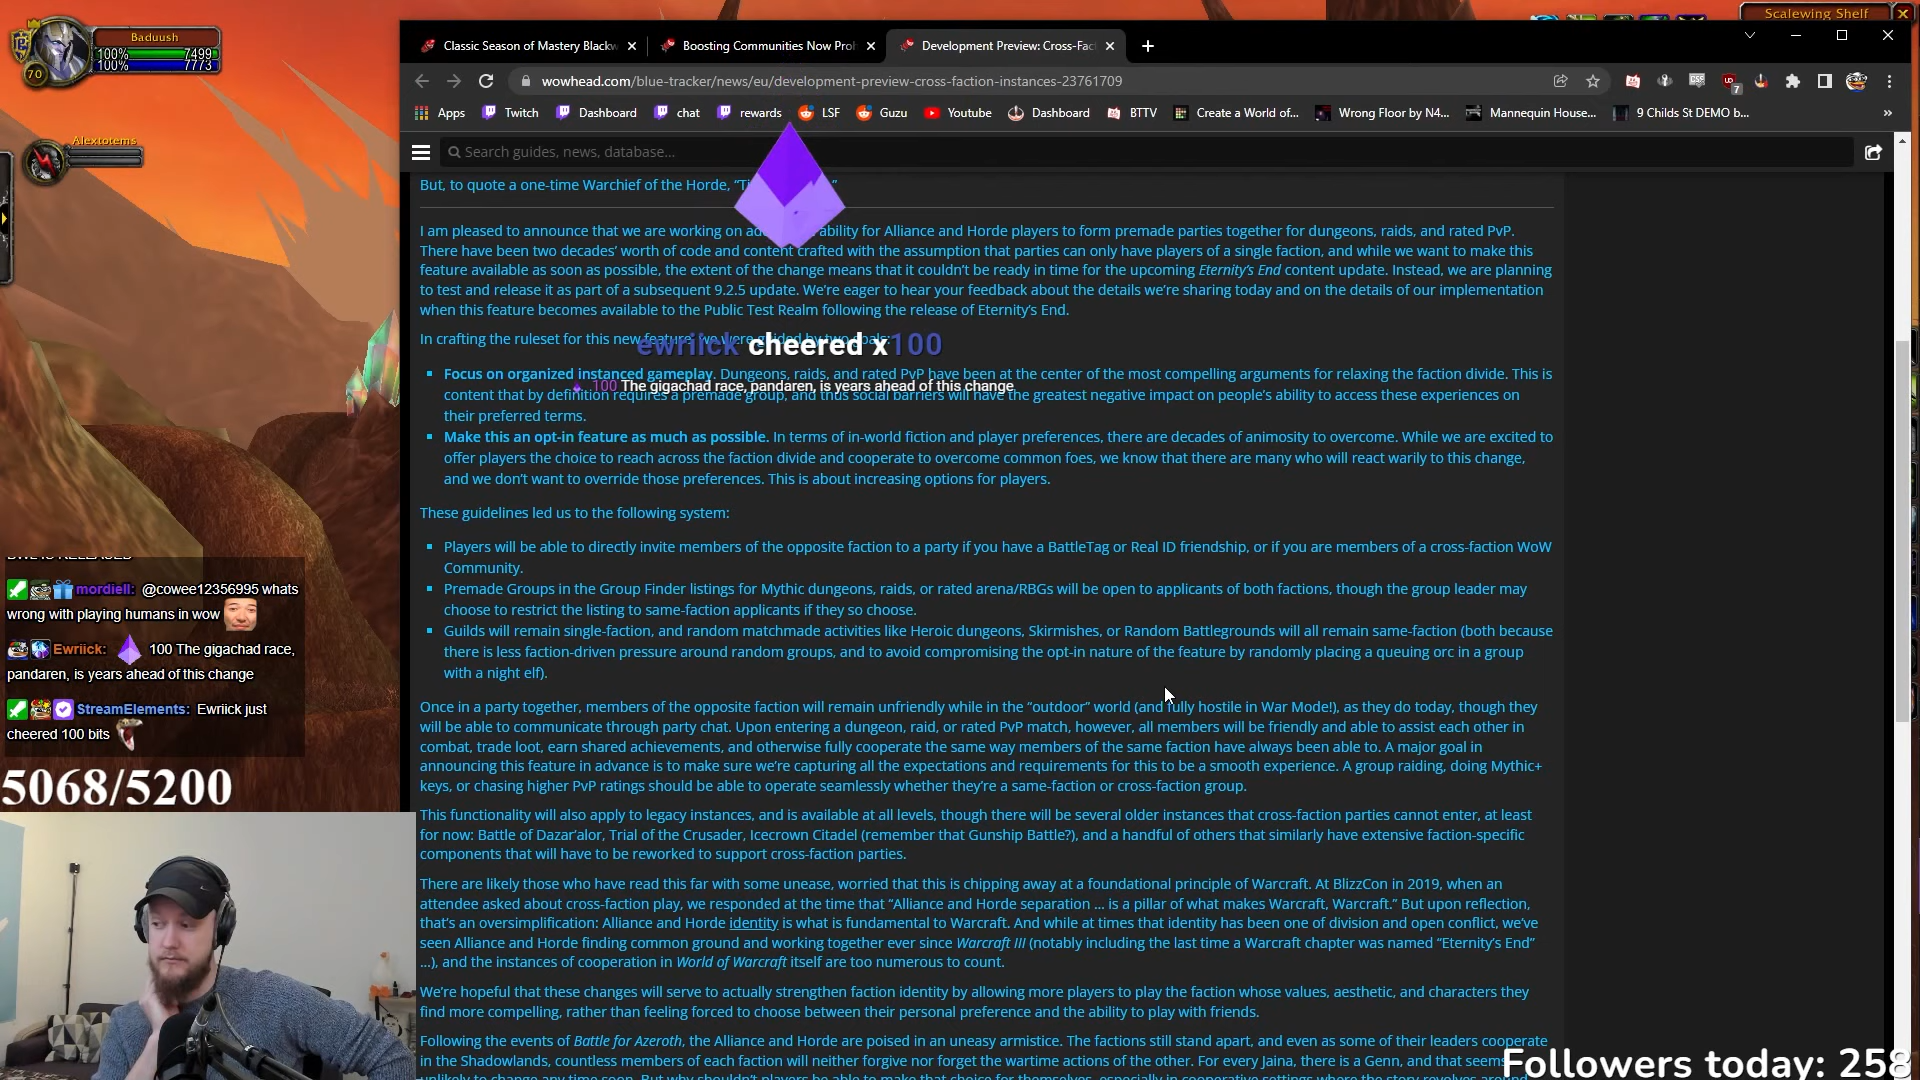 Baduush
100% 7499
100% 7773
70
Alextotems
Scalewing Shelf
Classic Season of Mastery Blackw
Boosting Communities Now Prol
Development Preview: Cross-Fac
wowhead.com/blue-tracker/news/eu/development-preview-cross-faction-instances-23761709
7
Apps
Twitch
Dashboard
chat
rewards
LSF
Guzu
Youtube
Dashboard
BTTV
Create a World of...
Wrong Floor by N4...
Mannequin House...
9 Childs St DEMO b...
Search guides, news, database...
But, to quote a one-time Warchief of the Horde,
I am pleased to announce that we are working on ability for Alliance and Horde players to form premade parties together for dungeons, raids, and rated PvP.
There have been two decades' worth of code and content crafted with the assumption that parties can only have players of a single faction, and while we want to make this
feature available as soon as possible, the extent of the change means that it couldn't be ready in time for the upcoming Eternity's End content update. Instead, we are planning
to test and release it as part of a subsequent 9.2.5 update. We're eager to hear your feedback about the details we're sharing today and on the details of our implementation
when this feature becomes available to the Public Test Realm following the release of Eternity's End.
In crafting the ruleset for this new feature, we were guided by two goals:
ewriick cheered x100
100 The gigachad race, pandaren, is years ahead of this change
Focus on organized instanced gameplay. Dungeons, raids, and rated PvP have been at the center of the most compelling arguments for relaxing the faction divide. This is
content that by definition requires a premade group, and thus social barriers will have the greatest negative impact on people's ability to access these experiences on
their preferred terms.
Make this an opt-in feature as much as possible. In terms of in-world fiction and player preferences, there are decades of animosity to overcome. While we are excited to
offer players the choice to reach across the faction divide and cooperate to overcome common foes, we know that there are many who will react warily to this change,
and we don't want to override those preferences. This is about increasing options for players.
These guidelines led us to the following system:
Players will be able to directly invite members of the opposite faction to a party if you have a BattleTag or Real ID friendship, or if you are members of a cross-faction WoW
Community.
Premade Groups in the Group Finder listings for Mythic dungeons, raids, or rated arena/RBGs will be open to applicants of both factions, though the group leader may
choose to restrict the listing to same-faction applicants if they so choose.
Guilds will remain single-faction, and random matchmade activities like Heroic dungeons, Skirmishes, or Random Battlegrounds will all remain same-faction (both because
there is less faction-driven pressure around random groups, and to avoid compromising the opt-in nature of the feature by randomly placing a queuing orc in a group
with a night elf).
Once in a party together, members of the opposite faction will remain unfriendly while in the “outdoor” world (and fully hostile in War Mode!), as they do today, though they
will be able to communicate through party chat. Upon entering a dungeon, raid, or rated PvP match, however, all members will be friendly and able to assist each other in
combat, trade loot, earn shared achievements, and otherwise fully cooperate the same way members of the same faction have always been able to. A major goal in
announcing this feature in advance is to make sure we're capturing all the expectations and requirements for this to be a smooth experience. A group raiding, doing Mythic+
keys, or chasing higher PvP ratings should be able to operate seamlessly whether they're a same-faction or cross-faction group.
This functionality will also apply to legacy instances, and is available at all levels, though there will be several older instances that cross-faction parties cannot enter, at least
for now: Battle of Dazar'alor, Trial of the Crusader, Icecrown Citadel (remember that Gunship Battle?), and a handful of others that similarly have extensive faction-specific
components that will have to be reworked to support cross-faction parties.
There are likely those who have read this far with some unease, worried that this is chipping away at a foundational principle of Warcraft. At BlizzCon in 2019, when an
attendee asked about cross-faction play, we responded at the time that “Alliance and Horde separation ... is a pillar of what makes Warcraft, Warcraft.” But upon reflection,
that's an oversimplification: Alliance and Horde identity is what is fundamental to Warcraft. And while at times that identity has been one of division and open conflict, we've
seen Alliance and Horde finding common ground and working together ever since Warcraft III (notably including the last time a Warcraft chapter was named “Eternity's End”
...), and the instances of cooperation in World of Warcraft itself are too numerous to count.
We're hopeful that these changes will serve to actually strengthen faction identity by allowing more players to play the faction whose values, aesthetic, and characters they
find more compelling, rather than feeling forced to choose between their personal preference and the ability to play with friends.
Following the events of Battle for Azeroth, the Alliance and Horde are poised in an uneasy armistice. The factions still stand apart, and even as some of their leaders cooperate
in the Shadowlands, countless members of each faction will neither forgive nor forget the wartime actions of the other. For every Jaina, there is a Genn, and that seems
mordiell: @cowee12356995 whats
wrong with playing humans in wow
Ewriick: 100 The gigachad race,
pandaren, is years ahead of this change
StreamElements: Ewriick just
cheered 100 bits
5068/5200
Followers today: 258